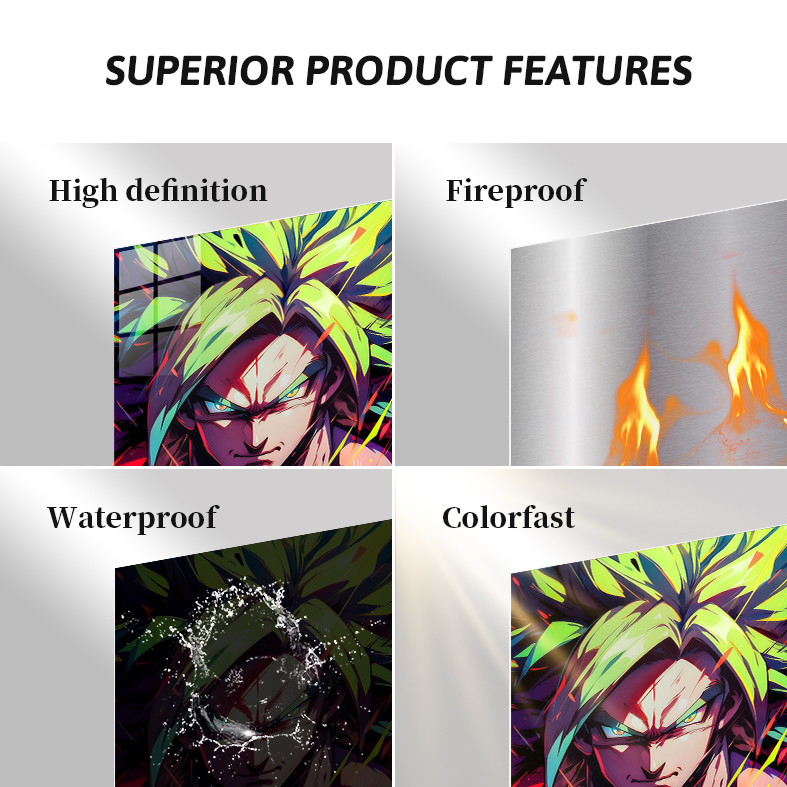 SUPERIOR PRODUCT FEATURES
High definition
Fireproof
Waterproof
Colorfast